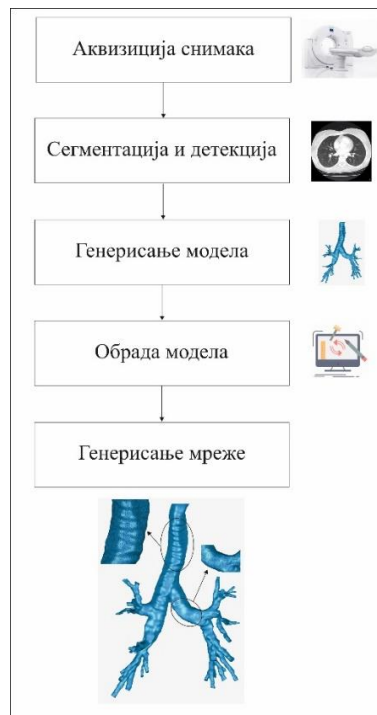 Аквизиција снимака
Сегментација и детекција
Генерисање модела
Обрада модела
Генерисање мреже